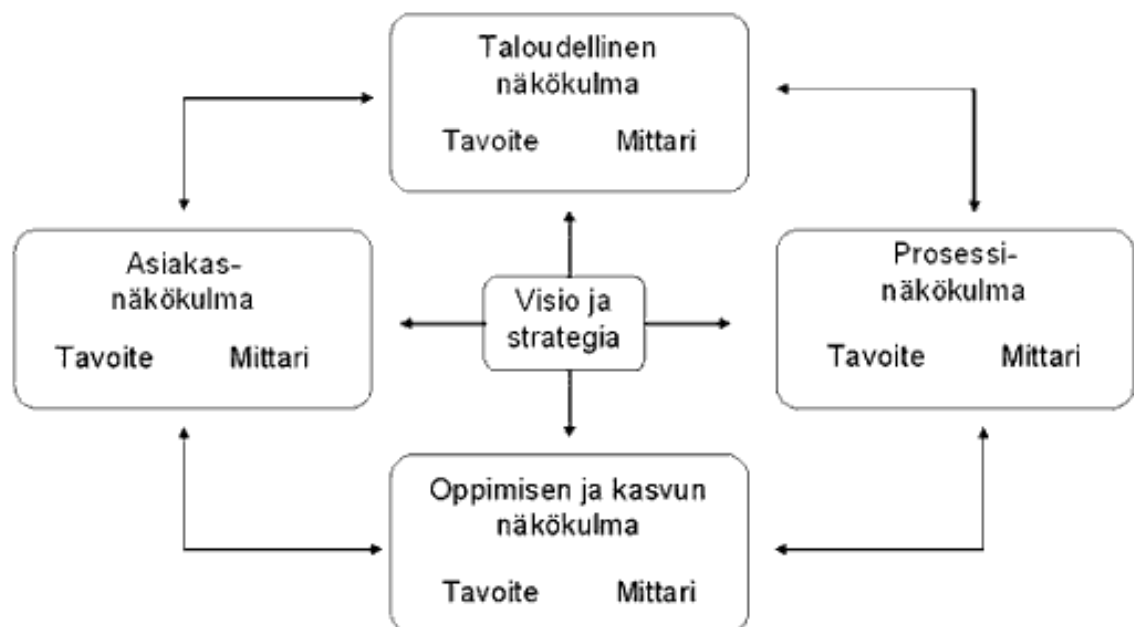 Taloudellinen
näkökulma
Tavoite Mittari
Asiakas-
näkökulma
Tavoite Mittari
Visio ja
strategia
Prosessi-
näkökulma
Tavoite Mittari
Oppimisen ja kasvun
näkökulma
Tavoite Mittari